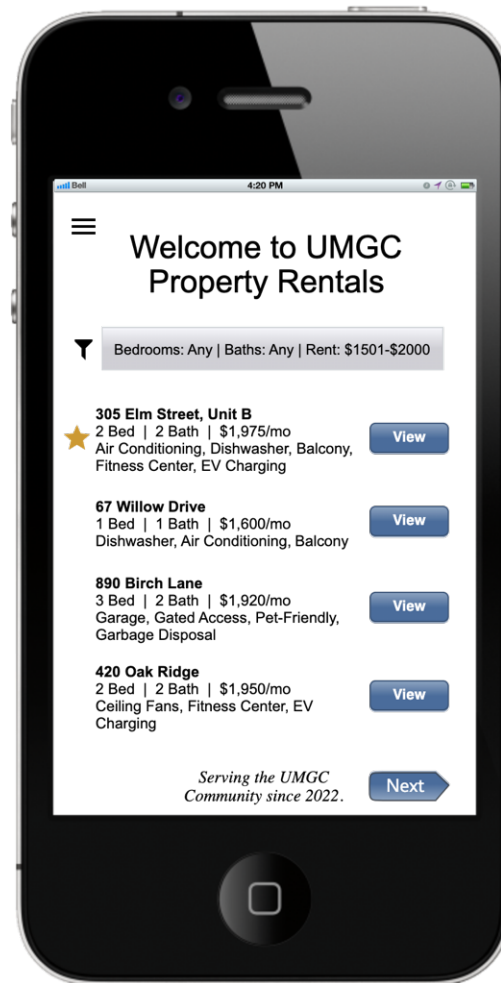 Bell 4:20 PM
Welcome to UMGC
Property Rentals
Bedrooms: Any | Baths: Any | Rent: $1501-$2000
305 Elm Street, Unit B
2 Bed | 2 Bath | $1,975/mo
Air Conditioning, Dishwasher, Balcony,
Fitness Center, EV Charging
View
67 Willow Drive
1 Bed | 1 Bath | $1,600/mo
Dishwasher, Air Conditioning, Balcony
View
890 Birch Lane
3 Bed | 2 Bath | $1,920/mo
Garage, Gated Access, Pet-Friendly,
Garbage Disposal
View
420 Oak Ridge
2 Bed | 2 Bath | $1,950/mo
Ceiling Fans, Fitness Center, EV
Charging
View
Serving the UMGC
Community since 2022.
Next